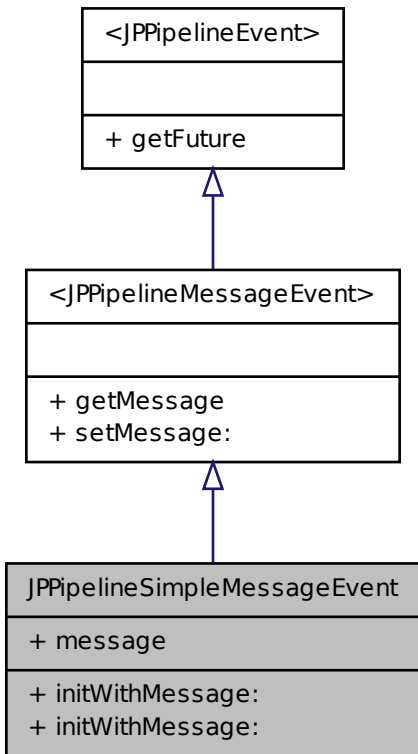 <JPPipelineEvent>
+ getFuture
<JPPipelineMessageEvent>
+ getMessage
+ setMessage:
JPPipelineSimpleMessageEvent
+ message
+ initWithMessage:
+ initWithMessage: